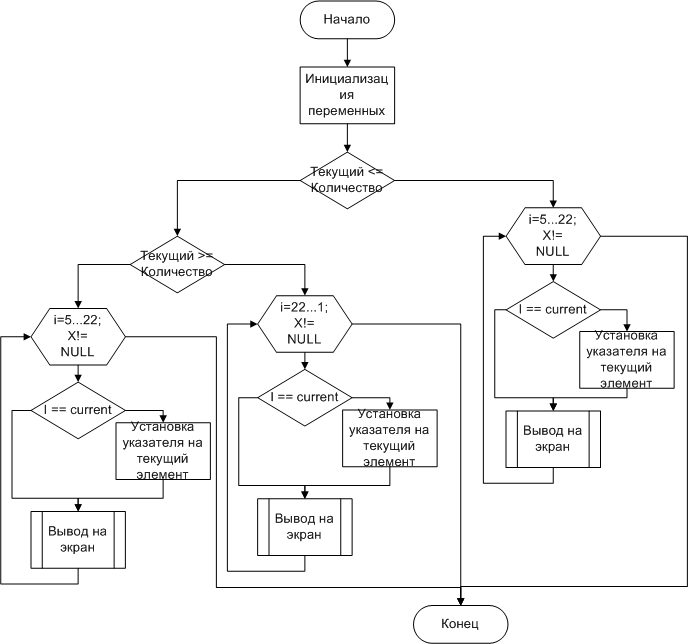 Начало
Инициализац
ия
переменных
Текущий <=
Количество
i=5...22;
X!=
NULL
Текущий >=
Количество
I == current
i=5...22;
X!=
NULL
i=22...1;
X!=
NULL
Установка
указателя на
текущий
элемент
I == current
I == current
Установка
указателя на
текущий
элемент
Установка
указателя на
текущий
элемент
Вывод на
экран
Вывод на
экран
Вывод на
экран
Конец